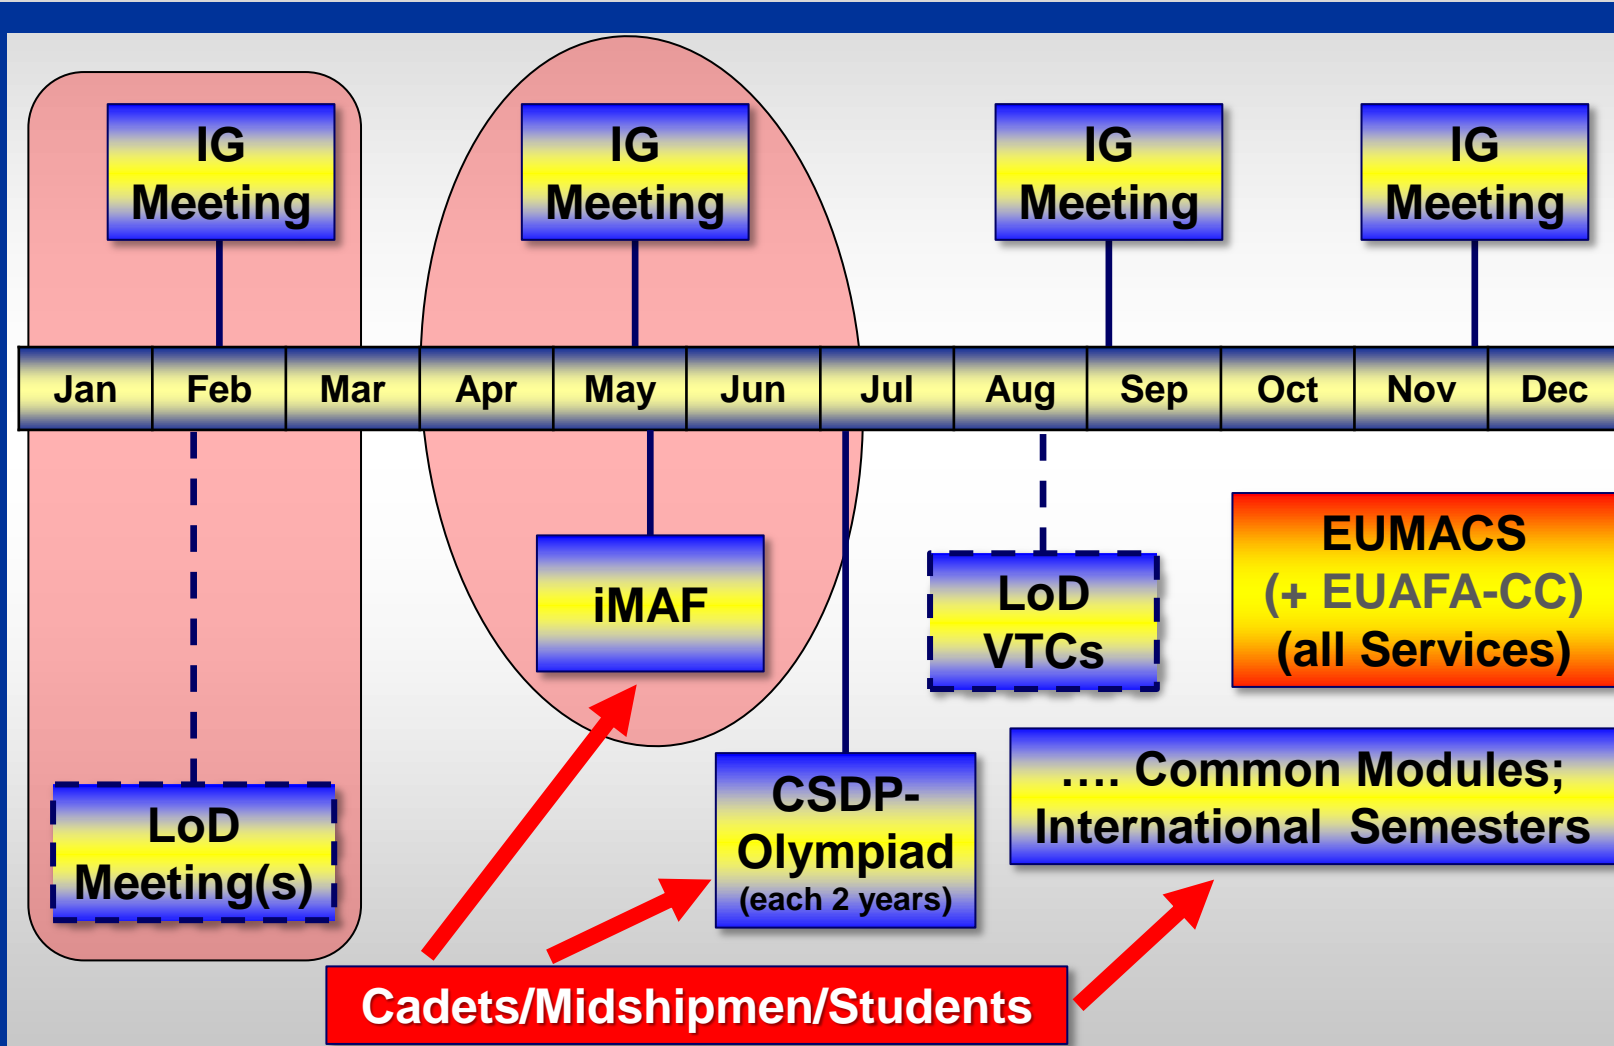 IG
Meeting
IG
Meeting
IG
Meeting
IG
Meeting
Jan Feb Mar Apr May Jun Jul Aug Sep Oct Nov Dec
iMAF
LoD
VTCs
EUMACS
(+ EUAFA-CC)
(all Services)
LoD
Meeting(s)
CSDP-
Olympiad
(each 2 years)
.... Common Modules;
International Semesters
Cadets/Midshipmen/Students